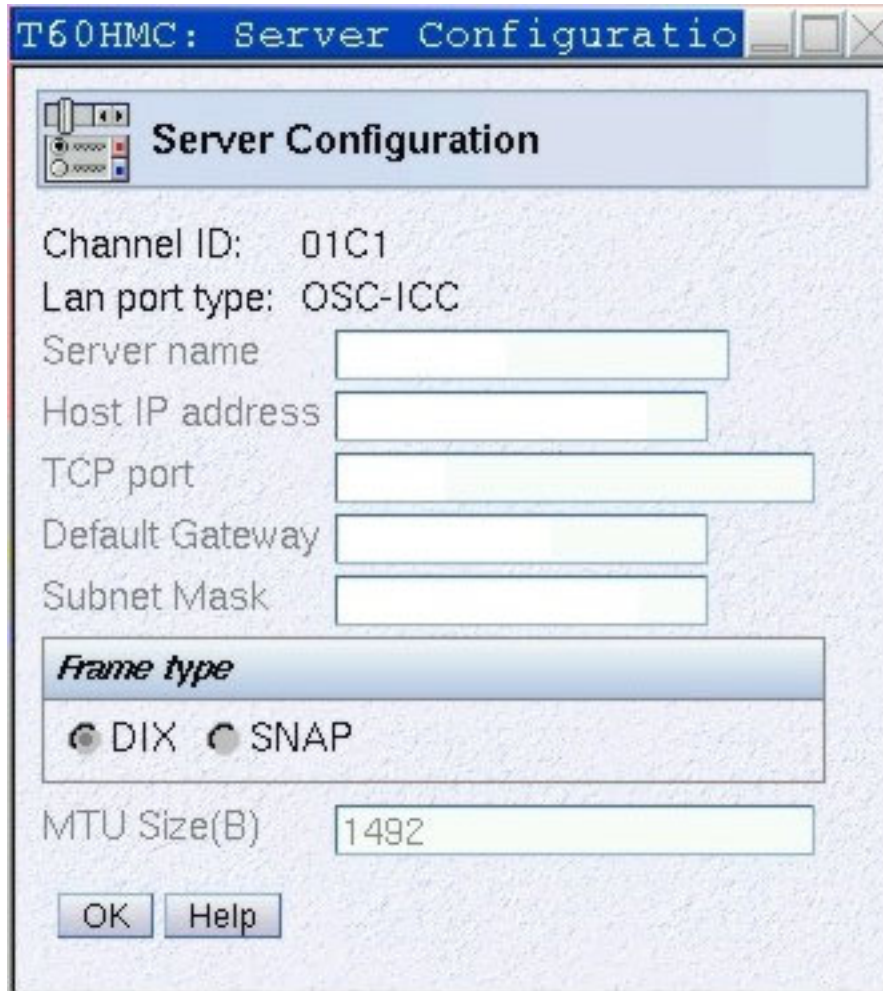 T60HMC: Server Configuratio
Server Configuration
Channel ID: 01C1
Lan port type: OSC-ICC
Server name
Host IP address
TCP port
Default Gateway
Subnet Mask
Frame type
DIX SNAP
MTU Size(B) 1492
OK Help